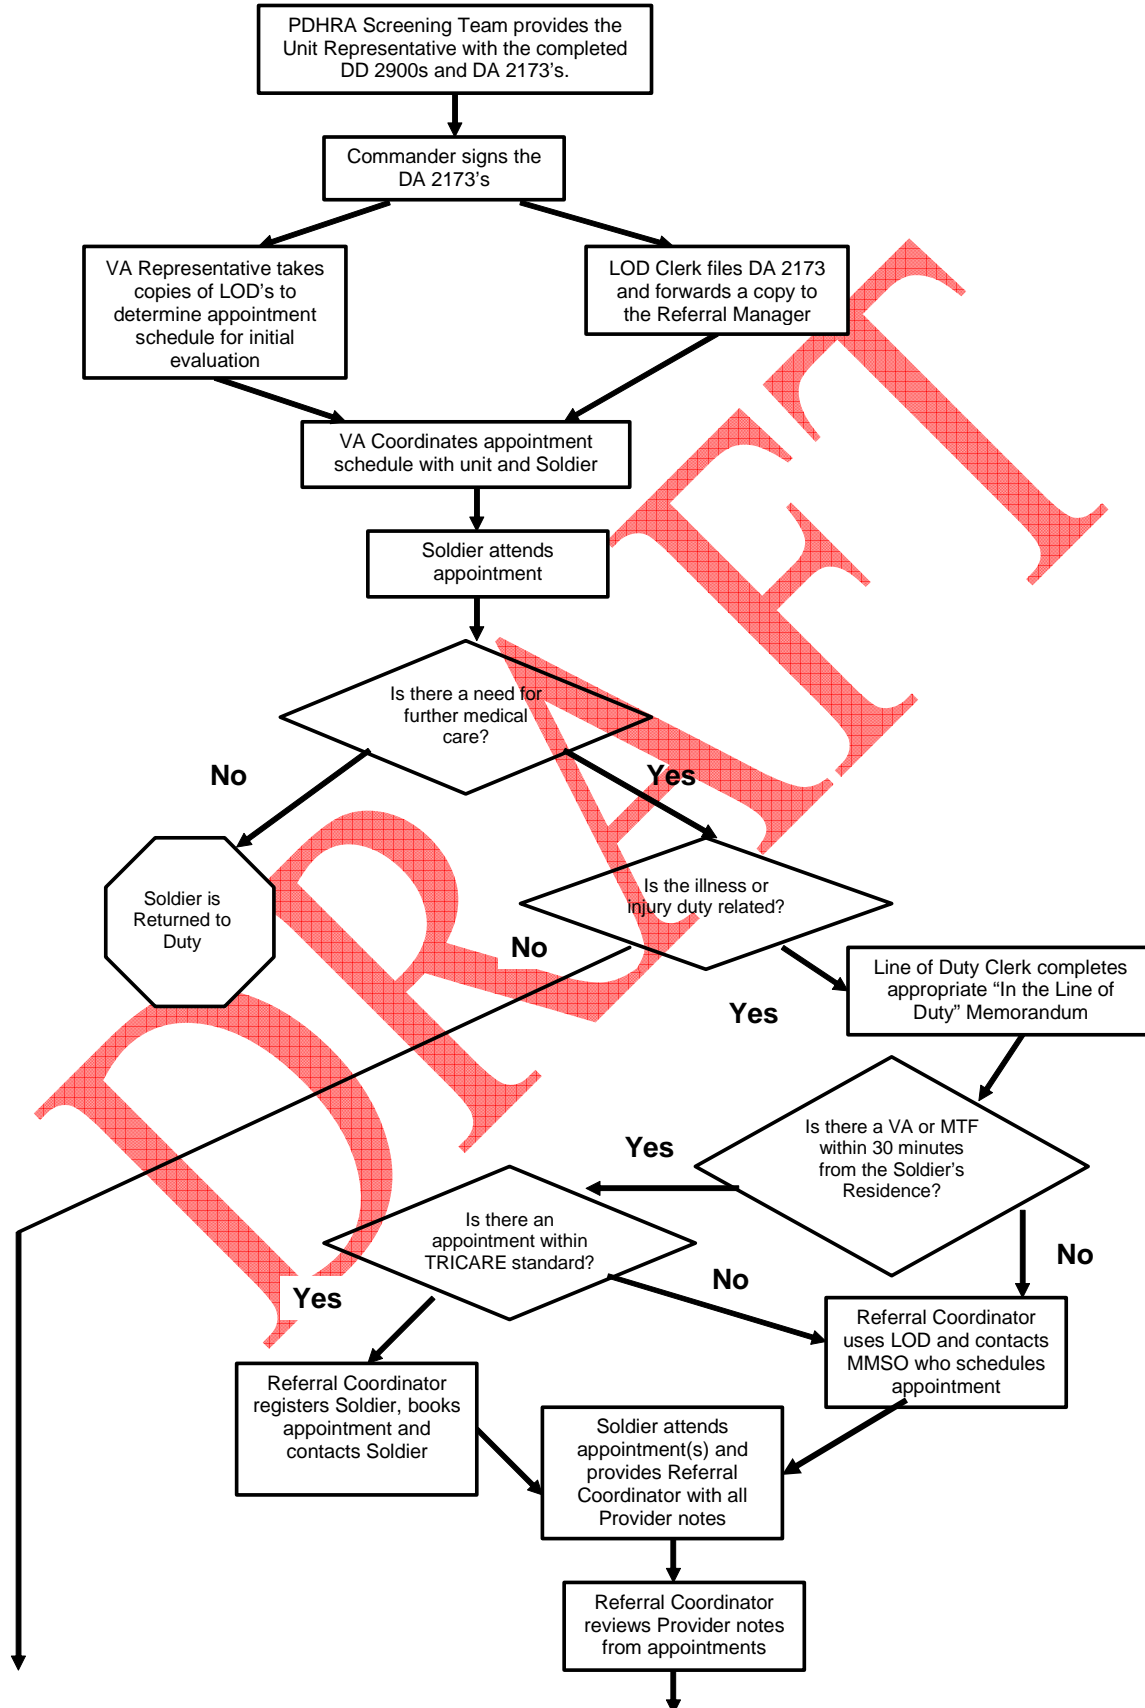 PDHRA Screening Team provides the
Unit Representative with the completed
DD 2900s and DA 2173's.
Commander signs the
DA 2173's
VA Representative takes
copies of LOD's to
determine appointment
schedule for initial
evaluation
LOD Clerk files DA 2173
and forwards a copy to
the Referral Manager
VA Coordinates appointment
schedule with unit and Soldier
Soldier attends
appointment
Is there a need for
further medical
care?
No
Yes
Soldier is
Returned to
Duty
Is the illness or
injury duty related?
No
Yes
Line of Duty Clerk completes
appropriate “In the Line of
Duty” Memorandum
Is there a VA or MTF
within 30 minutes
from the Soldier's
Residence?
Yes
No
Is there an
appointment within
TRICARE standard?
Yes
No
Referral Coordinator
uses LOD and contacts
MMSO who schedules
appointment
Referral Coordinator
registers Soldier, books
appointment and
contacts Soldier
Soldier attends
appointment(s) and
provides Referral
Coordinator with all
Provider notes
Referral Coordinator
reviews Provider notes
from appointments
DRAFT